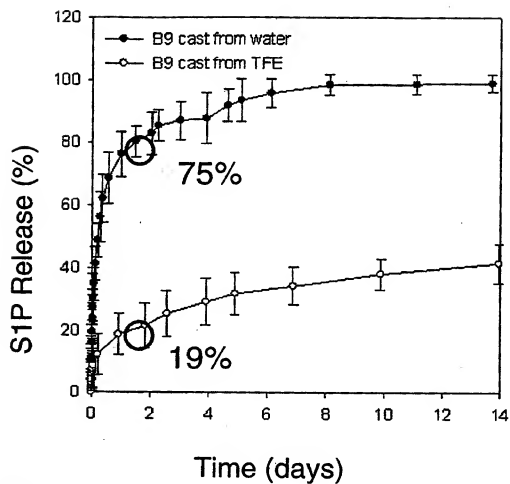 120
B9 cast from water
B9 cast from TFE
100
80
75%
60
S1P Release (%)
40
20
19%
0
0 2 4 6 8 10 12 14
Time (days)